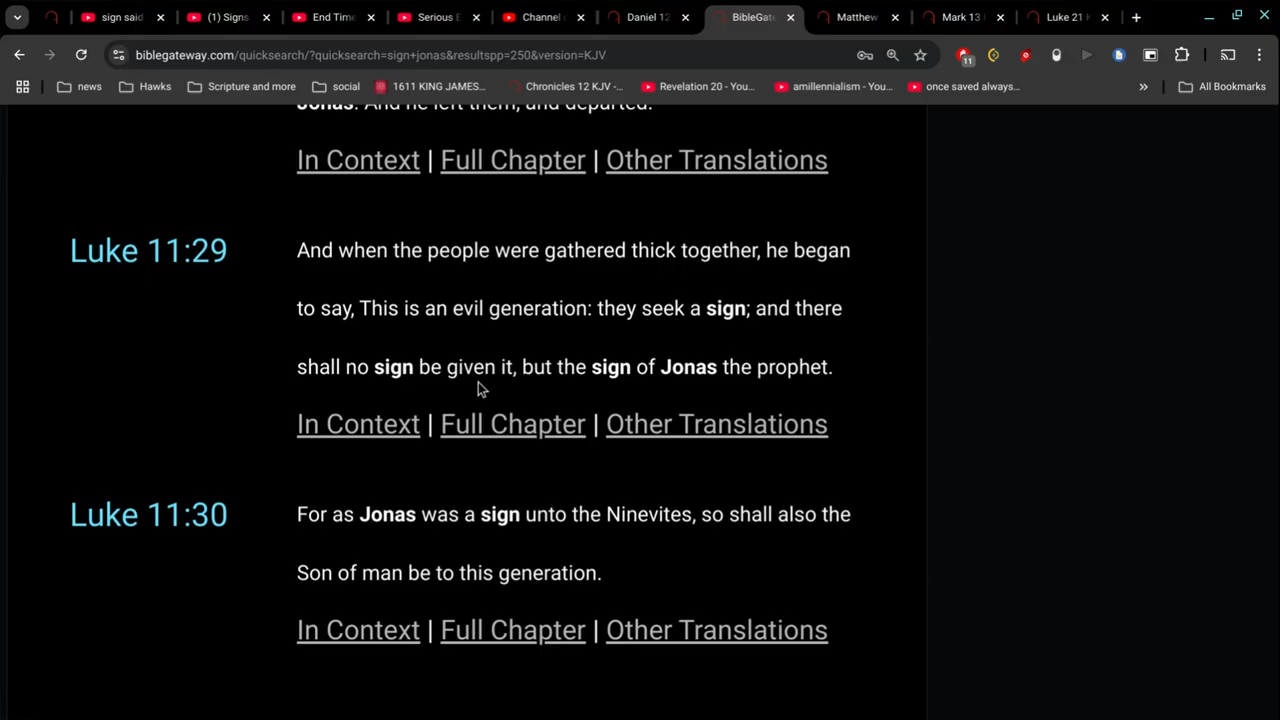 sign said
(1) Signs
End Time
Serious E
Channel c
Daniel 12
BibleGate
Matthew
Mark 13
Luke 21
biblegateway.com/quicksearch/?quicksearch=sign+jonas&resultspp=250&version=KJV
11
news
Hawks
Scripture and more
social
1611 KING JAMES...
Chronicles 12 KJV -...
Revelation 20 - You...
amillennialism - You...
once saved always...
»
All Bookmarks
Jonas. And he left them, and departed.
In Context | Full Chapter | Other Translations
Luke 11:29
And when the people were gathered thick together, he began
to say, This is an evil generation: they seek a sign; and there
shall no sign be given it, but the sign of Jonas the prophet.
In Context | Full Chapter | Other Translations
Luke 11:30
For as Jonas was a sign unto the Ninevites, so shall also the
Son of man be to this generation.
In Context | Full Chapter | Other Translations